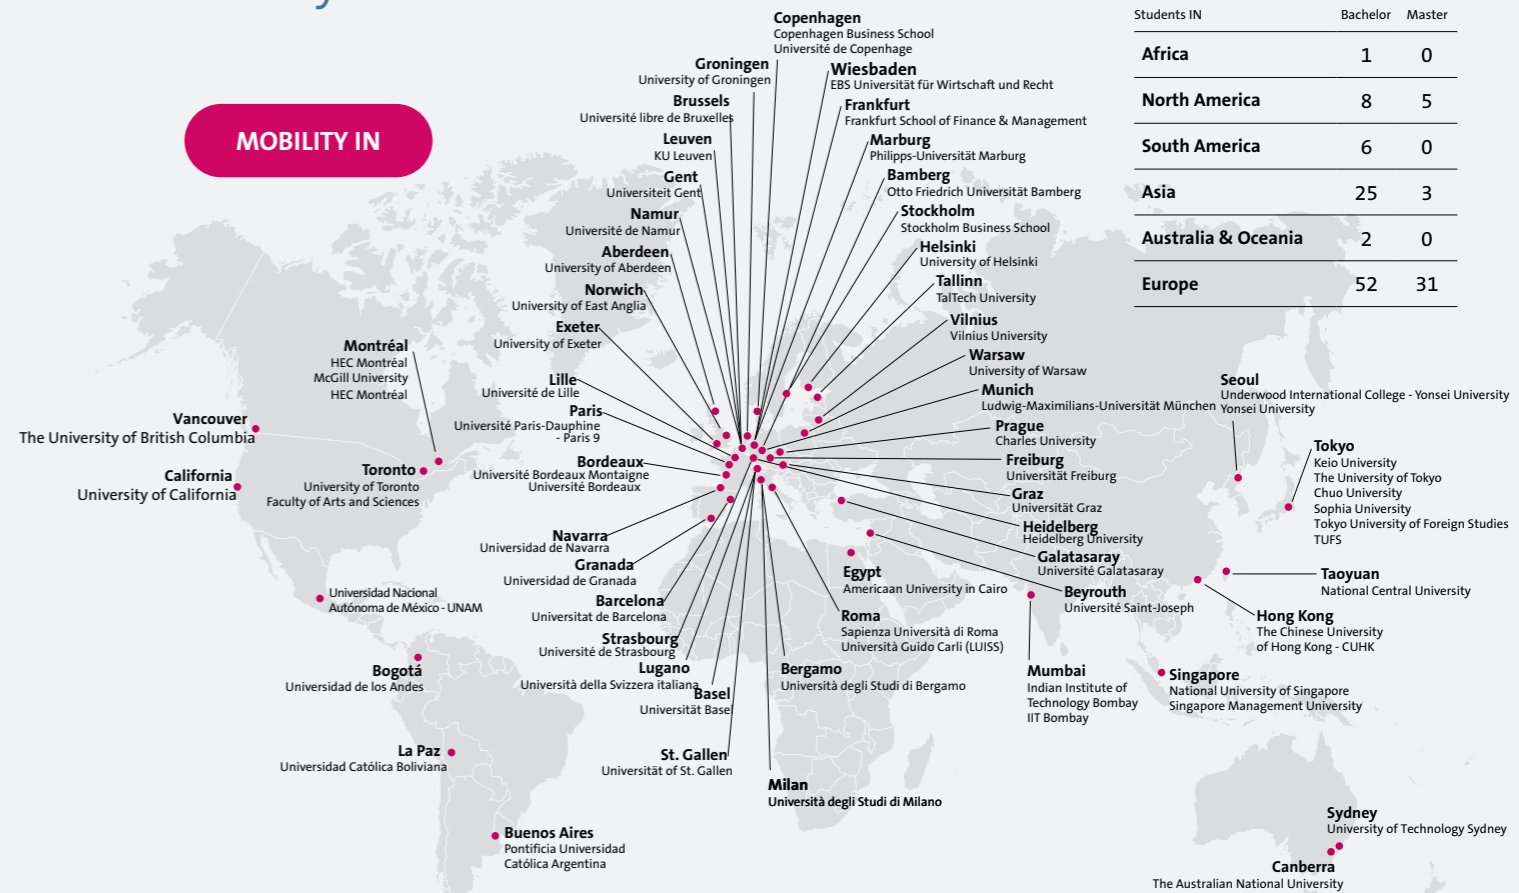 MOBILITY IN
Students IN Bachelor Master
Africa 1 0
North America 8 5
South America 6 0
Asia 25 3
Australia & Oceania 2 0
Europe 52 31
Copenhagen
Copenhagen Business School
Université de Copenhage
Groningen
University of Groningen
Brussels
Université libre de Bruxelles
Leuven
KU Leuven
Gent
Universiteit Gent
Namur
Université de Namur
Aberdeen
University of Aberdeen
Norwich
University of East Anglia
Exeter
University of Exeter
Lille
Université de Lille
Paris
Université Paris-Dauphine
- Paris 9
Bordeaux
Université Bordeaux Montaigne
Université Bordeaux
Navarra
Universidad de Navarra
Granada
Universidad de Granada
Barcelona
Universitat de Barcelona
Strasbourg
Université de Strasbourg
Lugano
Università della Svizzera italiana
Basel
Universität Basel
St. Gallen
Universität of St. Gallen
Milan
Università degli Studi di Milano
Bergamo
Università degli Studi di Bergamo
Roma
Sapienza Università di Roma
Università Guido Carli (LUISS)
Egypt
Americaan University in Cairo
Wiesbaden
EBS Universität für Wirtschaft und Recht
Frankfurt
Frankfurt School of Finance & Management
Marburg
Philipps-Universität Marburg
Bamberg
Otto Friedrich Universität Bamberg
Stockholm
Stockholm Business School
Helsinki
University of Helsinki
Tallinn
TalTech University
Vilnius
Vilnius University
Warsaw
University of Warsaw
Munich
Ludwig-Maximilians-Universität München
Prague
Charles University
Freiburg
Universität Freiburg
Graz
Universität Graz
Heidelberg
Heidelberg University
Galatasaray
Université Galatasaray
Beyrouth
Université Saint-Joseph
Montréal
HEC Montréal
McGill University
HEC Montréal
Vancouver
The University of British Columbia
California
University of California
Toronto
University of Toronto
Faculty of Arts and Sciences
Universidad Nacional
Autónoma de México - UNAM
Bogotá
Universidad de los Andes
La Paz
Universidad Católica Boliviana
Buenos Aires
Pontificia Universidad
Católica Argentina
Seoul
Underwood International College - Yonsei University
Yonsei University
Tokyo
Keio University
The University of Tokyo
Chuo University
Sophia University
Tokyo University of Foreign Studies
TUFS
Taoyuan
National Central University
Hong Kong
The Chinese University
of Hong Kong - CUHK
Mumbai
Indian Institute of
Technology Bombay
IIT Bombay
Singapore
National University of Singapore
Singapore Management University
Sydney
University of Technology Sydney
Canberra
The Australian National University